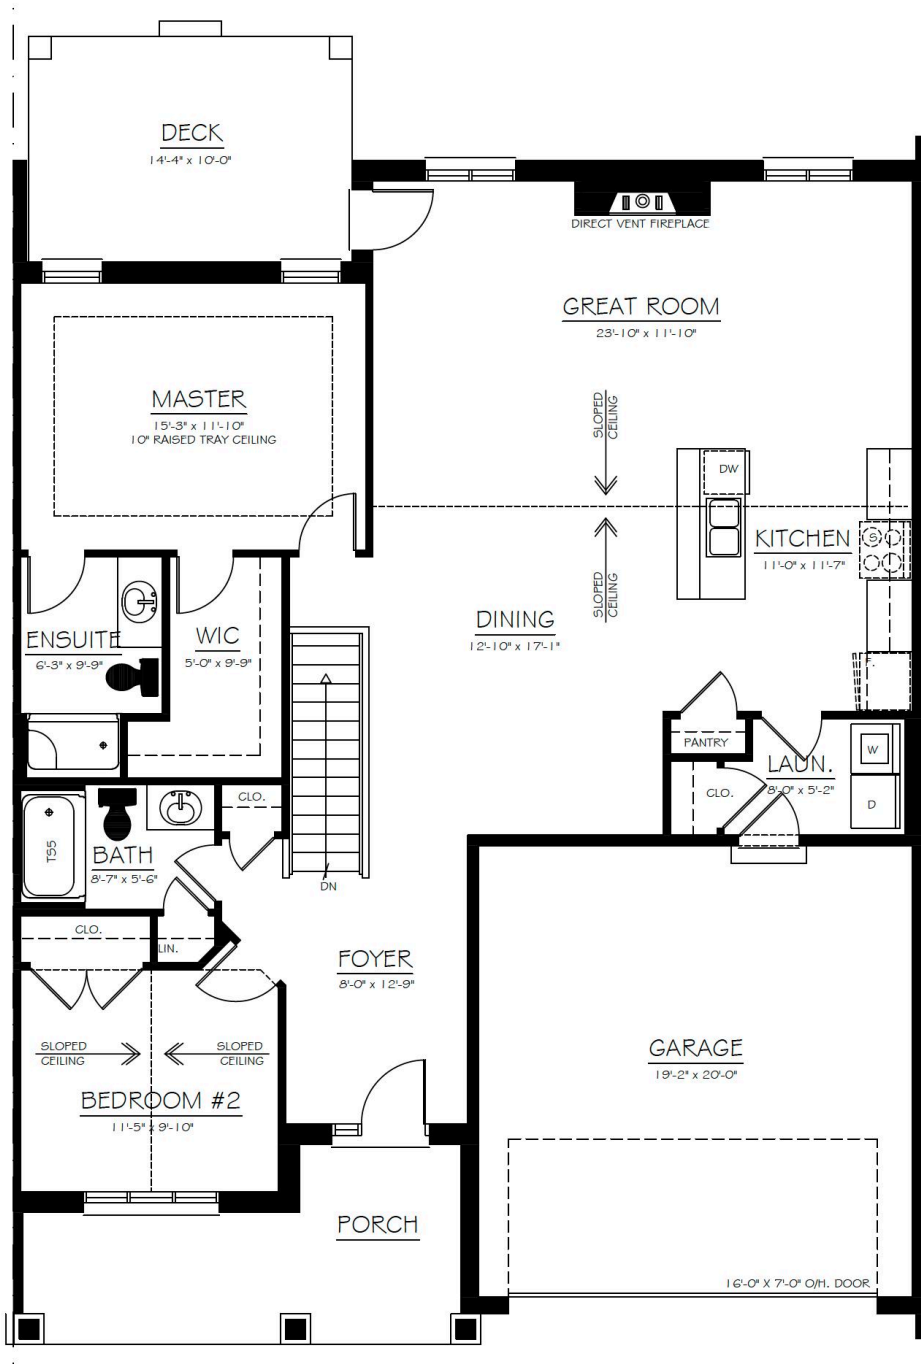 DECK
14'-4" x 10'-0"
DIRECT VENT FIREPLACE
GREAT ROOM
23'-10" x 11'-10"
MASTER
15'-3" x 11'-10"
10" RAISED TRAY CEILING
SLOPED
CEILING
DW
KITCHEN
11'-0" x 11'-7"
S
SLOPED
CEILING
DINING
12'-10" x 17'-1"
ENSUITE
6'-3" x 9'-9"
WIC
5'-0" x 9'-9"
F.
PANTRY
LAUN.
8'-0" x 5'-2"
W
D
CLO.
CLO.
TS5
BATH
8'-7" x 5'-6"
DN
CLO.
LIN.
FOYER
8'-0" x 12'-9"
SLOPED
CEILING
SLOPED
CEILING
BEDROOM #2
11'-5" x 9'-10"
GARAGE
19'-2" x 20'-0"
PORCH
16'-0" X 7'-0" O/H. DOOR